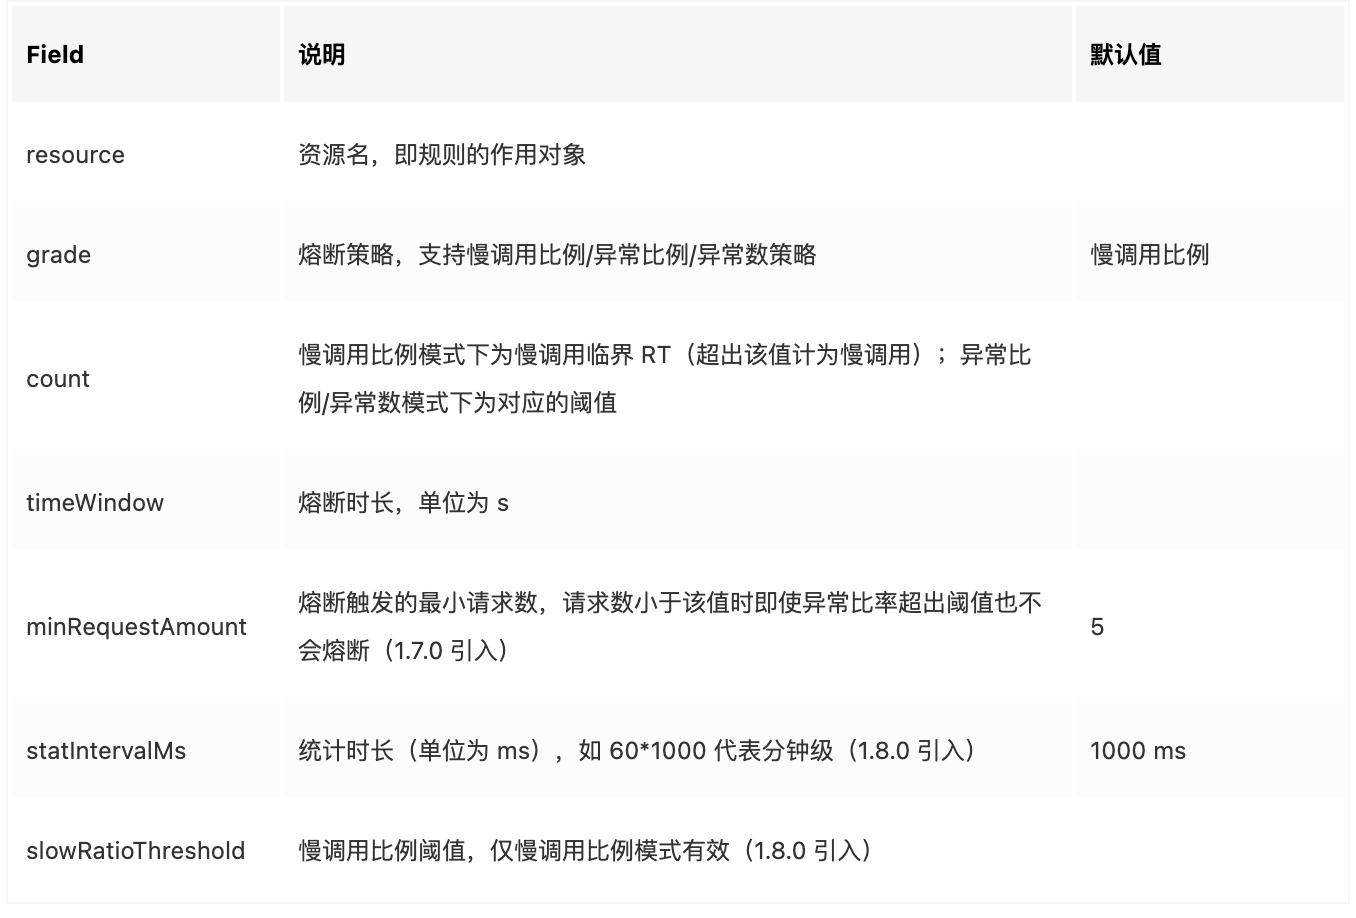 Field 说明 默认值
resource 资源名，即规则的作用对象
grade 熔断策略，支持慢调用比例/异常比例/异常数策略 慢调用比例
count 慢调用比例模式下为慢调用临界 RT（超出该值计为慢调用）；异常比
例/异常数模式下为对应的阈值
timeWindow 熔断时长，单位为 s
minRequestAmount 熔断触发的最小请求数，请求数小于该值时即使异常比率超出阈值也不 5
会熔断（1.7.0 引入）
statIntervalMs 统计时长（单位为 ms），如 60*1000 代表分钟级（1.8.0 引入） 1000 ms
slowRatioThreshold 慢调用比例阈值，仅慢调用比例模式有效（1.8.0 引入）